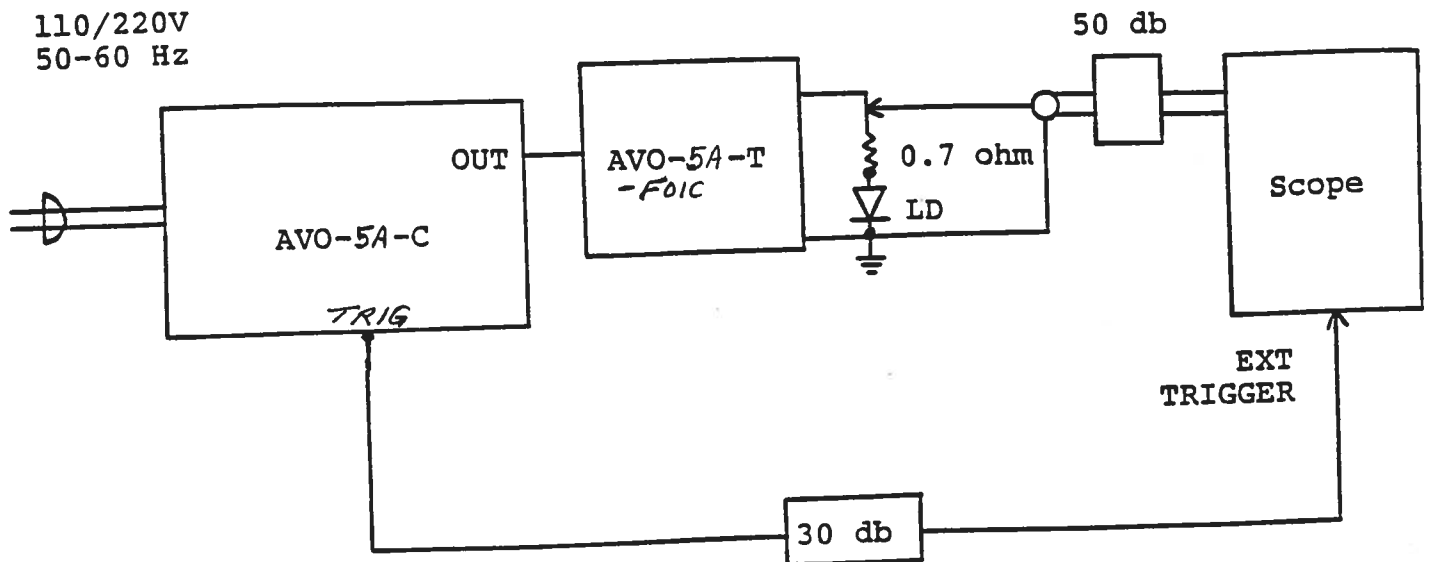 110/220V
50-60 Hz
50 db
OUT
AVO-5A-T
-FOIC
0.7 ohm
Scope
LD
AVO-5A-C
TRIG
EXT
TRIGGER
30 db